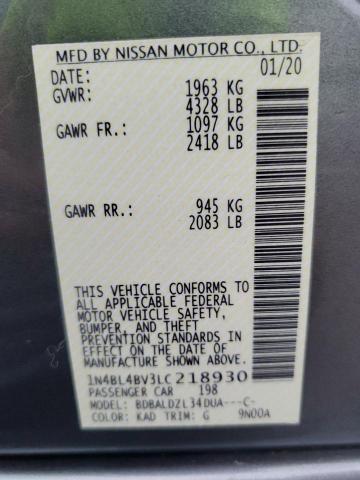 MFD BY NISSAN MOTOR CO., LTD.
DATE: 01/20
GVWR: 1963 KG
4328 LB
GAWR FR.: 1097 KG
2418 LB
GAWR RR.: 945 KG
2083 LB
THIS VEHICLE CONFORMS TO
ALL APPLICABLE FEDERAL
MOTOR VEHICLE SAFETY,
BUMPER, AND THEFT
PREVENTION STANDARDS IN
EFFECT ON THE DATE OF
MANUFACTURE SHOWN ABOVE.
1N4BL4BV3LC218930
PASSENGER CAR 198
MODEL: BDBALDZL34DUA---C-
COLOR: KAD TRIM: G 9N00A